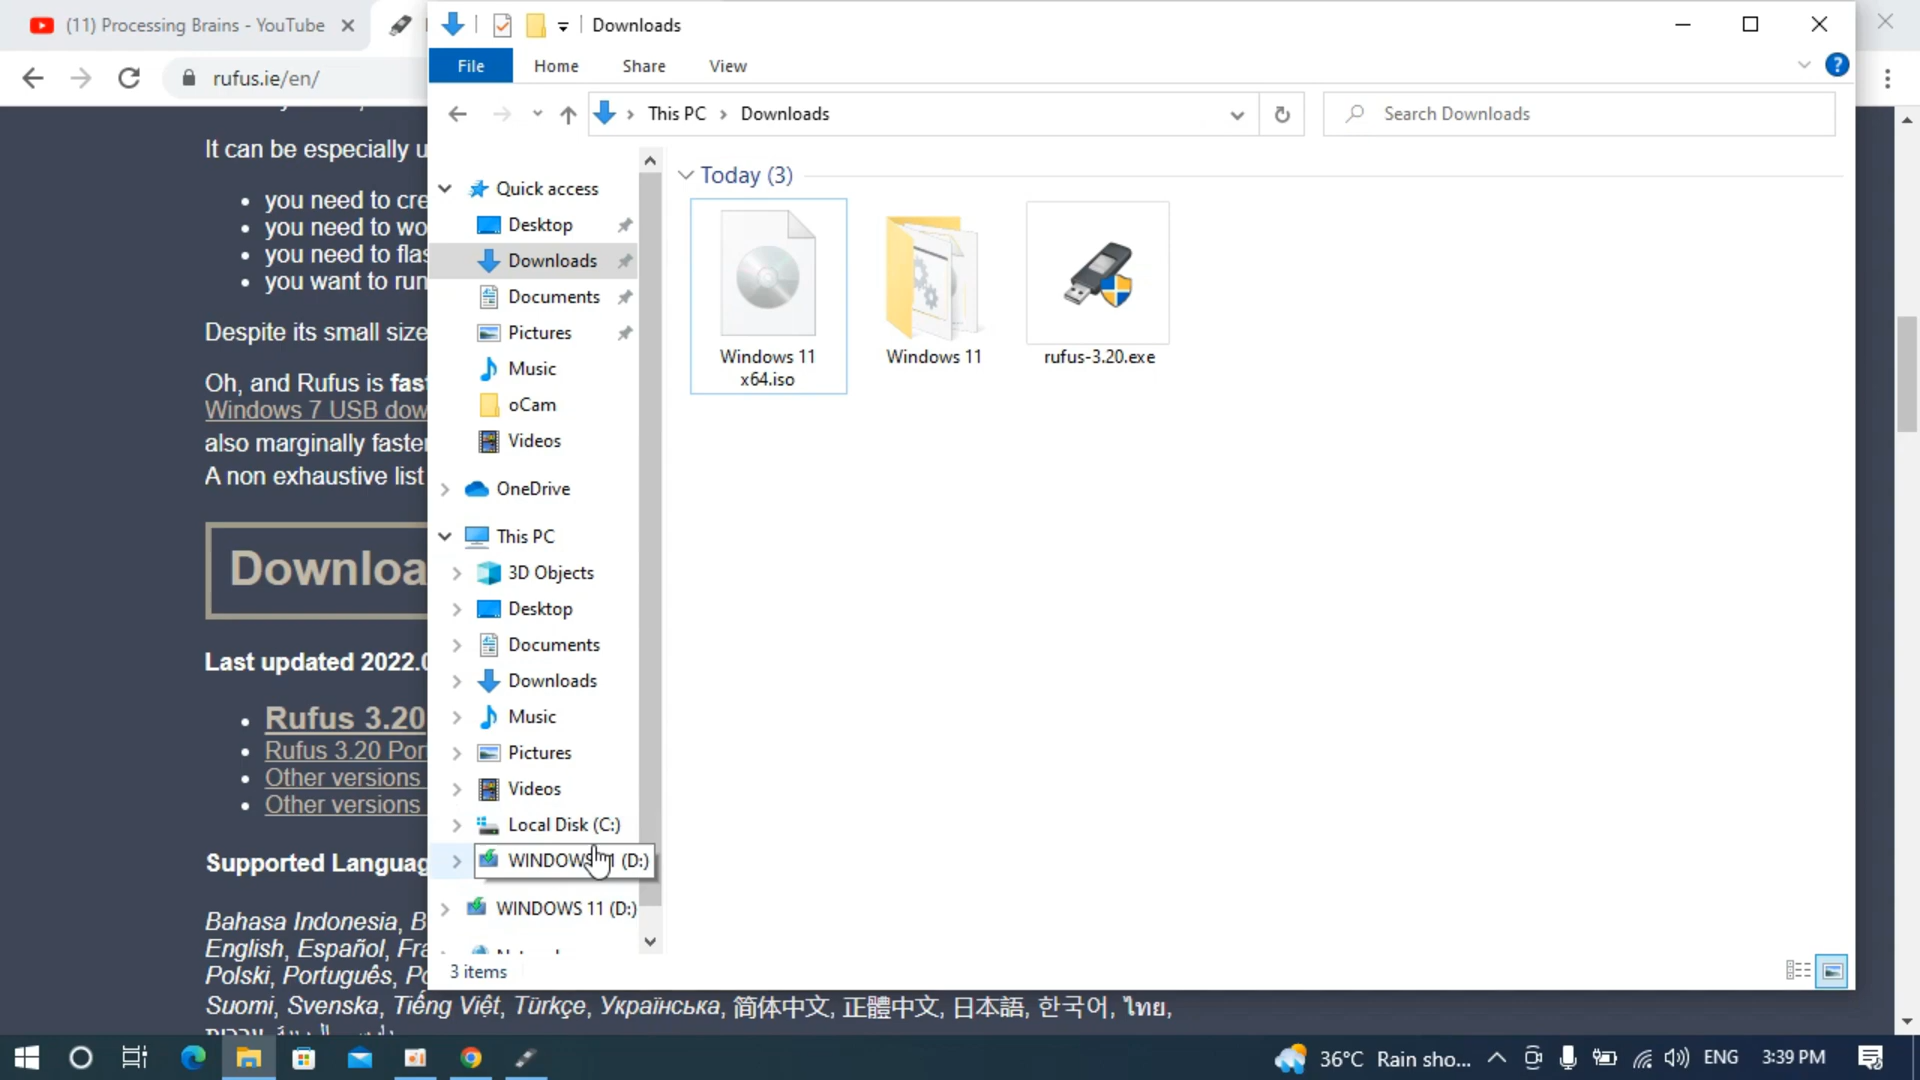 (11) Processing Brains - YouTube
Downloads
File Home Share View
rufus.ie/en/
This PC Downloads
Search Downloads
It can be especially u
you need to cre
you need to wo
you need to flas
you want to run
Despite its small size
Oh, and Rufus is fast
Windows 7 USB dow
also marginally faster
A non exhaustive list
Downloa
Last updated 2022.0
Rufus 3.20
Rufus 3.20 Por
Other versions
Other versions
Supported Languag
Bahasa Indonesia, B
English, Español, Fra
Polski, Português, Po
Suomi, Svenska, Tiếng Việt, Türkçe, Українська, 简体中文, 正體中文, 日本語, 한국어, ไทย,
Quick access
Desktop
Downloads
Documents
Pictures
Music
oCam
Videos
OneDrive
This PC
3D Objects
Desktop
Documents
Downloads
Music
Pictures
Videos
Local Disk (C:)
WINDOWS 11 (D:)
WINDOWS 11 (D:)
3 items
Today (3)
Windows 11
x64.iso
Windows 11
rufus-3.20.exe
36°C Rain sho...
ENG
3:39 PM